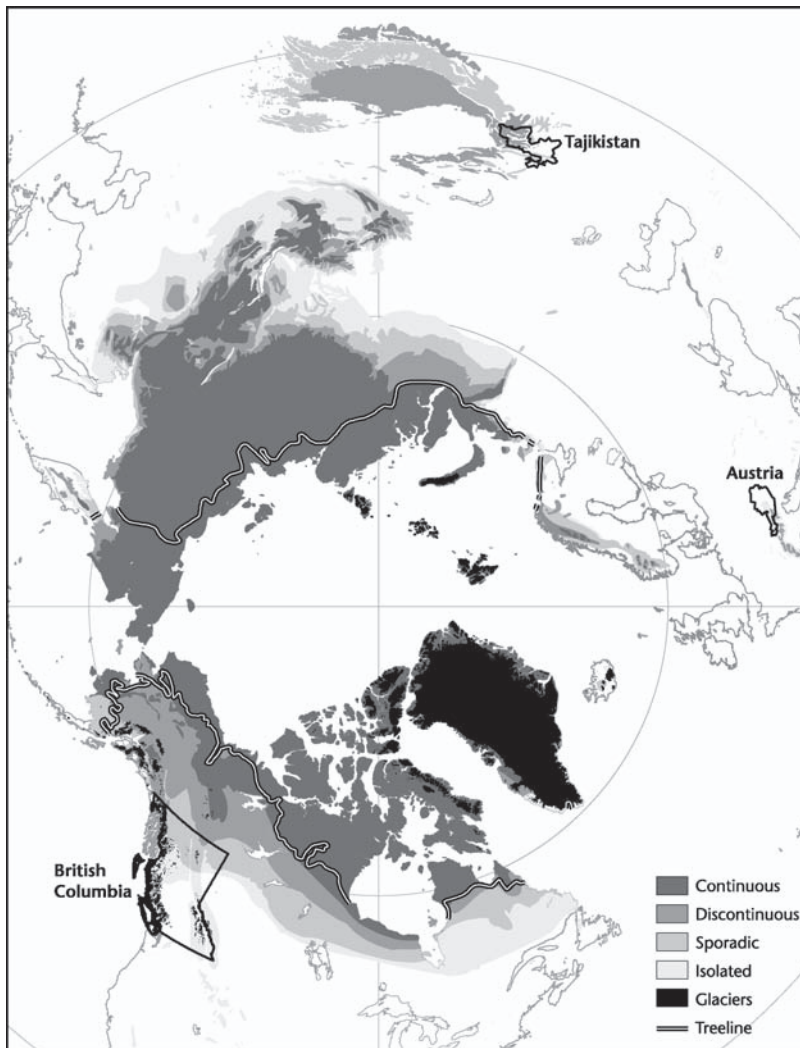 Tajikistan
Austria
British
Columbia
Continuous
Discontinuous
Sporadic
Isolated
Glaciers
Treeline